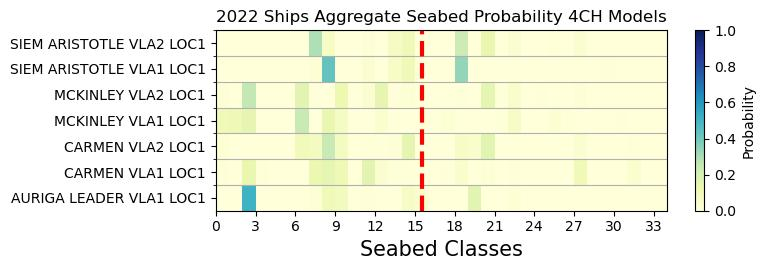 2022 Ships Aggregate Seabed Probability 4CH Models
SIEM ARISTOTLE VLA2 LOC1
SIEM ARISTOTLE VLA1 LOC1
MCKINLEY VLA2 LOC1
MCKINLEY VLA1 LOC1
CARMEN VLA2 LOC1
CARMEN VLA1 LOC1
AURIGA LEADER VLA1 LOC1
0 3 6 9 12 15 18 21 24 27 30 33
Seabed Classes
1.0
0.8
0.6
0.4
0.2
0.0
Probability